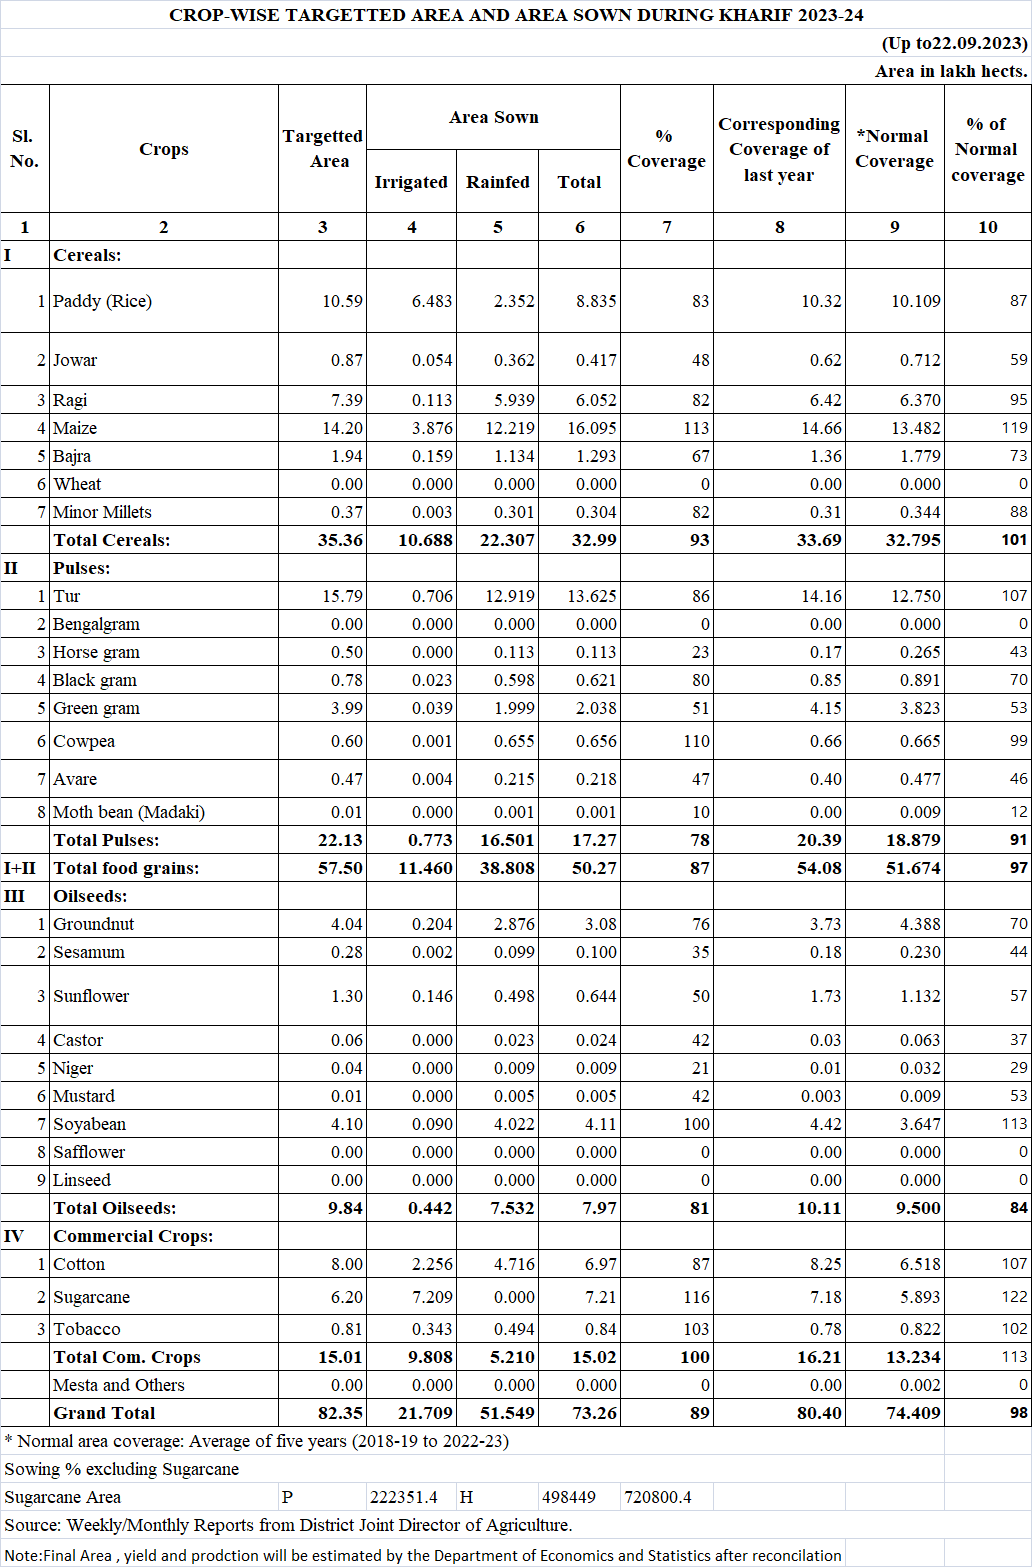 CROP-WISE TARGETTED AREA AND AREA SOWN DURING KHARIF 2023-24
(Up to22.09.2023)
Area in lakh hects.
Sl. No. Crops Targetted Area Area Sown % Coverage Corresponding Coverage of last year *Normal Coverage % of Normal coverage
Irrigated Rainfed Total
1 2 3 4 5 6 7 8 9 10
I Cereals:
1 Paddy (Rice) 10.59 6.483 2.352 8.835 83 10.32 10.109 87
2 Jowar 0.87 0.054 0.362 0.417 48 0.62 0.712 59
3 Ragi 7.39 0.113 5.939 6.052 82 6.42 6.370 95
4 Maize 14.20 3.876 12.219 16.095 113 14.66 13.482 119
5 Bajra 1.94 0.159 1.134 1.293 67 1.36 1.779 73
6 Wheat 0.00 0.000 0.000 0.000 0 0.00 0.000 0
7 Minor Millets 0.37 0.003 0.301 0.304 82 0.31 0.344 88
Total Cereals: 35.36 10.688 22.307 32.99 93 33.69 32.795 101
II Pulses:
1 Tur 15.79 0.706 12.919 13.625 86 14.16 12.750 107
2 Bengalgram 0.00 0.000 0.000 0.000 0 0.00 0.000 0
3 Horse gram 0.50 0.000 0.113 0.113 23 0.17 0.265 43
4 Black gram 0.78 0.023 0.598 0.621 80 0.85 0.891 70
5 Green gram 3.99 0.039 1.999 2.038 51 4.15 3.823 53
6 Cowpea 0.60 0.001 0.655 0.656 110 0.66 0.665 99
7 Avare 0.47 0.004 0.215 0.218 47 0.40 0.477 46
8 Moth bean (Madaki) 0.01 0.000 0.001 0.001 10 0.00 0.009 12
Total Pulses: 22.13 0.773 16.501 17.27 78 20.39 18.879 91
I+II Total food grains: 57.50 11.460 38.808 50.27 87 54.08 51.674 97
III Oilseeds:
1 Groundnut 4.04 0.204 2.876 3.08 76 3.73 4.388 70
2 Sesamum 0.28 0.002 0.099 0.100 35 0.18 0.230 44
3 Sunflower 1.30 0.146 0.498 0.644 50 1.73 1.132 57
4 Castor 0.06 0.000 0.023 0.024 42 0.03 0.063 37
5 Niger 0.04 0.000 0.009 0.009 21 0.01 0.032 29
6 Mustard 0.01 0.000 0.005 0.005 42 0.003 0.009 53
7 Soyabean 4.10 0.090 4.022 4.11 100 4.42 3.647 113
8 Safflower 0.00 0.000 0.000 0.000 0 0.00 0.000 0
9 Linseed 0.00 0.000 0.000 0.000 0 0.00 0.000 0
Total Oilseeds: 9.84 0.442 7.532 7.97 81 10.11 9.500 84
IV Commercial Crops:
1 Cotton 8.00 2.256 4.716 6.97 87 8.25 6.518 107
2 Sugarcane 6.20 7.209 0.000 7.21 116 7.18 5.893 122
3 Tobacco 0.81 0.343 0.494 0.84 103 0.78 0.822 102
Total Com. Crops 15.01 9.808 5.210 15.02 100 16.21 13.234 113
Mesta and Others 0.00 0.000 0.000 0.000 0 0.00 0.002 0
Grand Total 82.35 21.709 51.549 73.26 89 80.40 74.409 98
* Normal area coverage: Average of five years (2018-19 to 2022-23)
Sowing % excluding Sugarcane
Sugarcane Area P 222351.4 H 498449 720800.4
Source: Weekly/Monthly Reports from District Joint Director of Agriculture.
Note:Final Area , yield and prodction will be estimated by the Department of Economics and Statistics after reconcilation